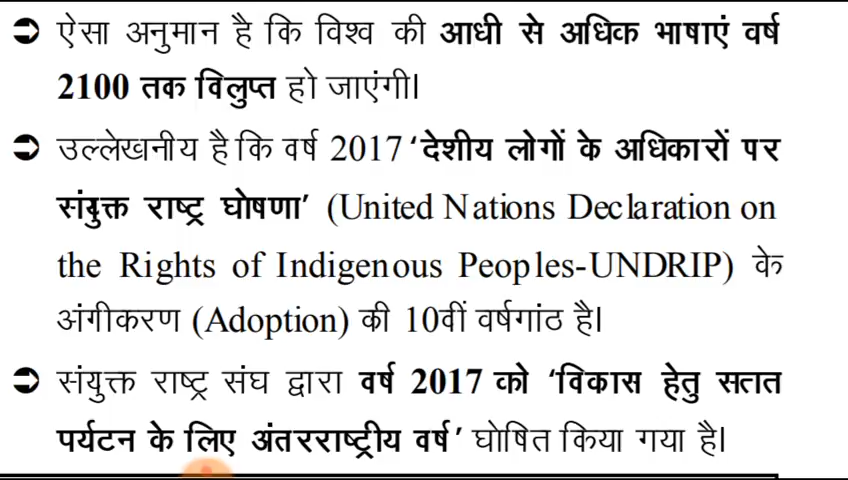 ➲ ऐसा अनुमान है कि विश्व की आधी से अधिक भाषाएं वर्ष
2100 तक विलुप्त हो जाएंगी।
➲ उल्लेखनीय है कि वर्ष 2017 ‘देशीय लोगों के अधिकारों पर
संयुक्त राष्ट्र घोषणा’ (United Nations Declaration on
the Rights of Indigenous Peoples-UNDRIP) के
अंगीकरण (Adoption) की 10वीं वर्षगांठ है।
➲ संयुक्त राष्ट्र संघ द्वारा वर्ष 2017 को ‘विकास हेतु सतत
पर्यटन के लिए अंतरराष्ट्रीय वर्ष’ घोषित किया गया है।